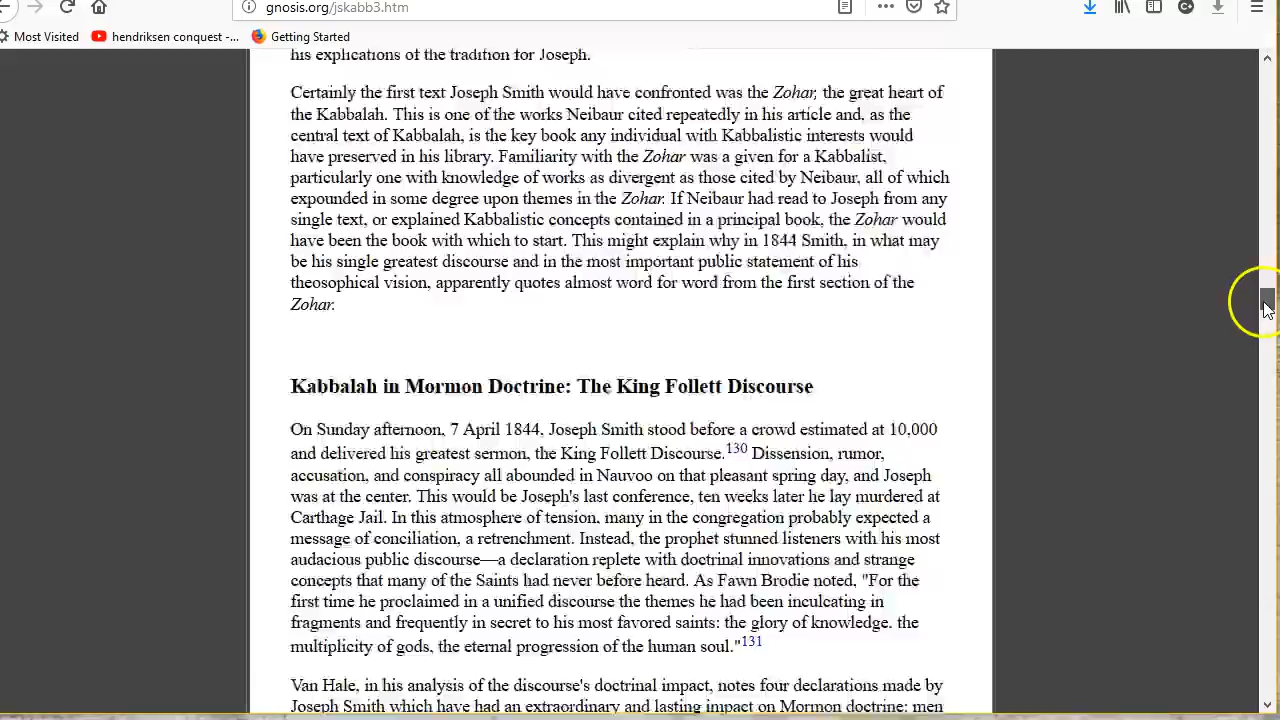 gnosis.org/jskabb3.htm
Most Visited
hendriksen conquest -...
Getting Started
his explications of the tradition for Joseph.
Certainly the first text Joseph Smith would have confronted was the Zohar, the great heart of
the Kabbalah. This is one of the works Neibaur cited repeatedly in his article and, as the
central text of Kabbalah, is the key book any individual with Kabbalistic interests would
have preserved in his library. Familiarity with the Zohar was a given for a Kabbalist,
particularly one with knowledge of works as divergent as those cited by Neibaur, all of which
expounded in some degree upon themes in the Zohar. If Neibaur had read to Joseph from any
single text, or explained Kabbalistic concepts contained in a principal book, the Zohar would
have been the book with which to start. This might explain why in 1844 Smith, in what may
be his single greatest discourse and in the most important public statement of his
theosophical vision, apparently quotes almost word for word from the first section of the
Zohar.
Kabbalah in Mormon Doctrine: The King Follett Discourse
On Sunday afternoon, 7 April 1844, Joseph Smith stood before a crowd estimated at 10,000
and delivered his greatest sermon, the King Follett Discourse.130 Dissension, rumor,
accusation, and conspiracy all abounded in Nauvoo on that pleasant spring day, and Joseph
was at the center. This would be Joseph's last conference, ten weeks later he lay murdered at
Carthage Jail. In this atmosphere of tension, many in the congregation probably expected a
message of conciliation, a retrenchment. Instead, the prophet stunned listeners with his most
audacious public discourse—a declaration replete with doctrinal innovations and strange
concepts that many of the Saints had never before heard. As Fawn Brodie noted, "For the
first time he proclaimed in a unified discourse the themes he had been inculcating in
fragments and frequently in secret to his most favored saints: the glory of knowledge, the
multiplicity of gods, the eternal progression of the human soul."131
Van Hale, in his analysis of the discourse's doctrinal impact, notes four declarations made by
Joseph Smith which have had an extraordinary and lasting impact on Mormon doctrine: men